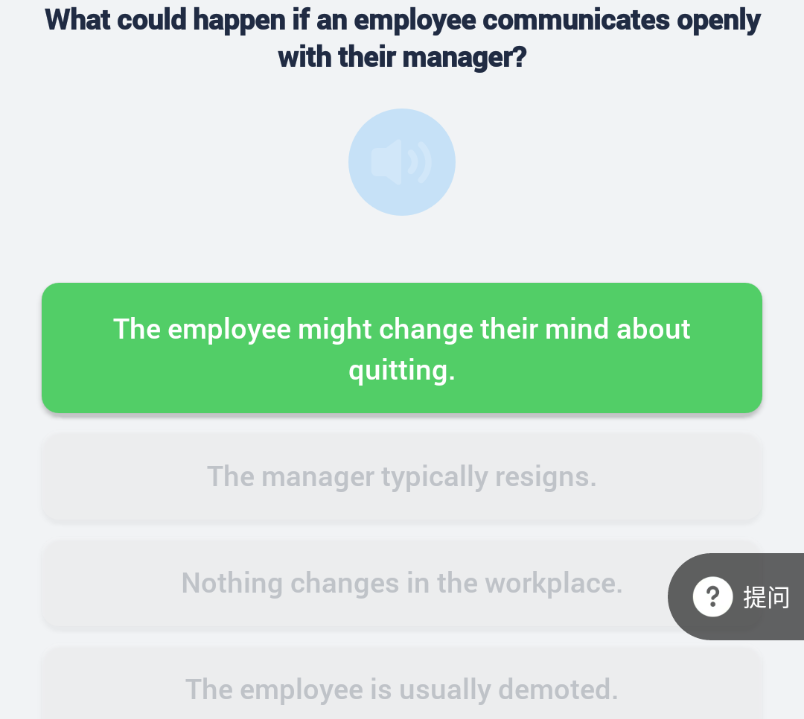 What could happen if an employee communicates openly
with their manager?
The employee might change their mind about
quitting.
The manager typically resigns.
Nothing changes in the workplace.
提问
The employee is usually demoted.